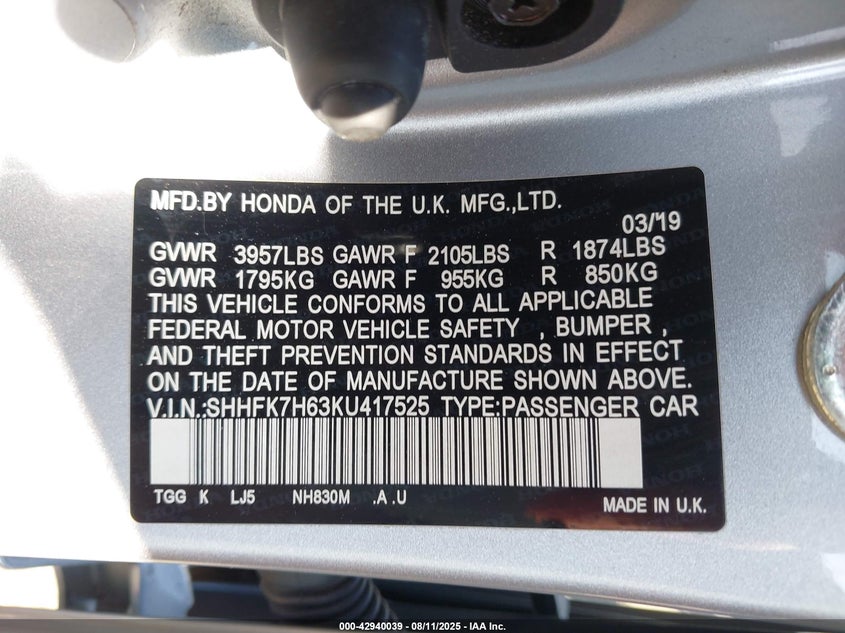 MFD.BY HONDA OF THE U.K. MFG.,LTD.
03/'19
GVWR 3957LBS GAWR F 2105LBS R 1874LBS
GVWR 1795KG GAWR F 955KG R 850KG
THIS VEHICLE CONFORMS TO ALL APPLICABLE
FEDERAL MOTOR VEHICLE SAFETY , BUMPER ,
AND THEFT PREVENTION STANDARDS IN EFFECT
ON THE DATE OF MANUFACTURE SHOWN ABOVE.
V.I.N.:SHHFK7H63KU417525 TYPE:PASSENGER CAR
TGG K LJ5 NH830M .A .U
MADE IN U.K.
000-42940039 - 08/11/2025 - IAA Inc.